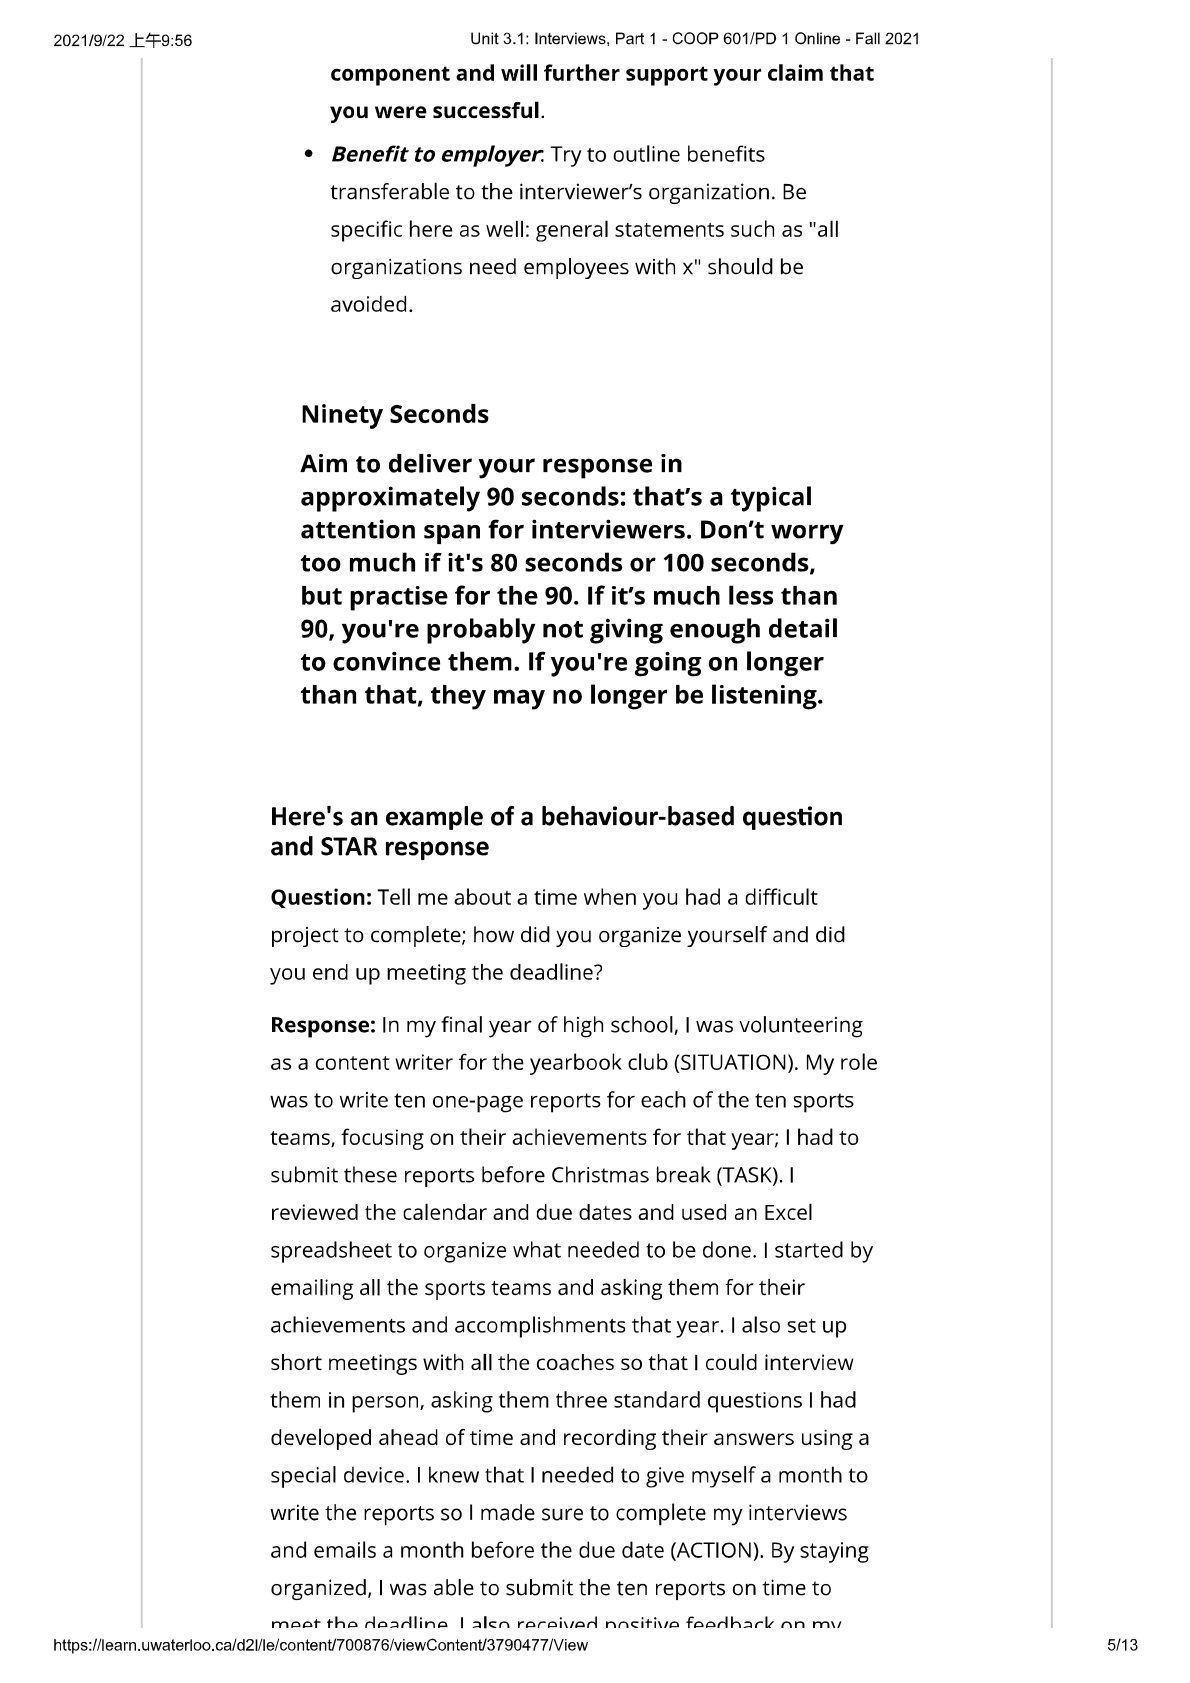 2021/9/22 上午9:56
Unit 3.1: Interviews, Part 1 - COOP 601/PD 1 Online - Fall 2021
component and will further support your claim that
you were successful.
• Benefit to employer: Try to outline benefits
transferable to the interviewer’s organization. Be
specific here as well: general statements such as "all
organizations need employees with x" should be
avoided.
Ninety Seconds
Aim to deliver your response in
approximately 90 seconds: that’s a typical
attention span for interviewers. Don’t worry
too much if it's 80 seconds or 100 seconds,
but practise for the 90. If it’s much less than
90, you're probably not giving enough detail
to convince them. If you're going on longer
than that, they may no longer be listening.
Here's an example of a behaviour-based question
and STAR response
Question: Tell me about a time when you had a difficult
project to complete; how did you organize yourself and did
you end up meeting the deadline?
Response: In my final year of high school, I was volunteering
as a content writer for the yearbook club (SITUATION). My role
was to write ten one-page reports for each of the ten sports
teams, focusing on their achievements for that year; I had to
submit these reports before Christmas break (TASK). I
reviewed the calendar and due dates and used an Excel
spreadsheet to organize what needed to be done. I started by
emailing all the sports teams and asking them for their
achievements and accomplishments that year. I also set up
short meetings with all the coaches so that I could interview
them in person, asking them three standard questions I had
developed ahead of time and recording their answers using a
special device. I knew that I needed to give myself a month to
write the reports so I made sure to complete my interviews
and emails a month before the due date (ACTION). By staying
organized, I was able to submit the ten reports on time to
meet the deadline. I also received positive feedback on my
https://learn.uwaterloo.ca/d2l/le/content/700876/viewContent/3790477/View
5/13